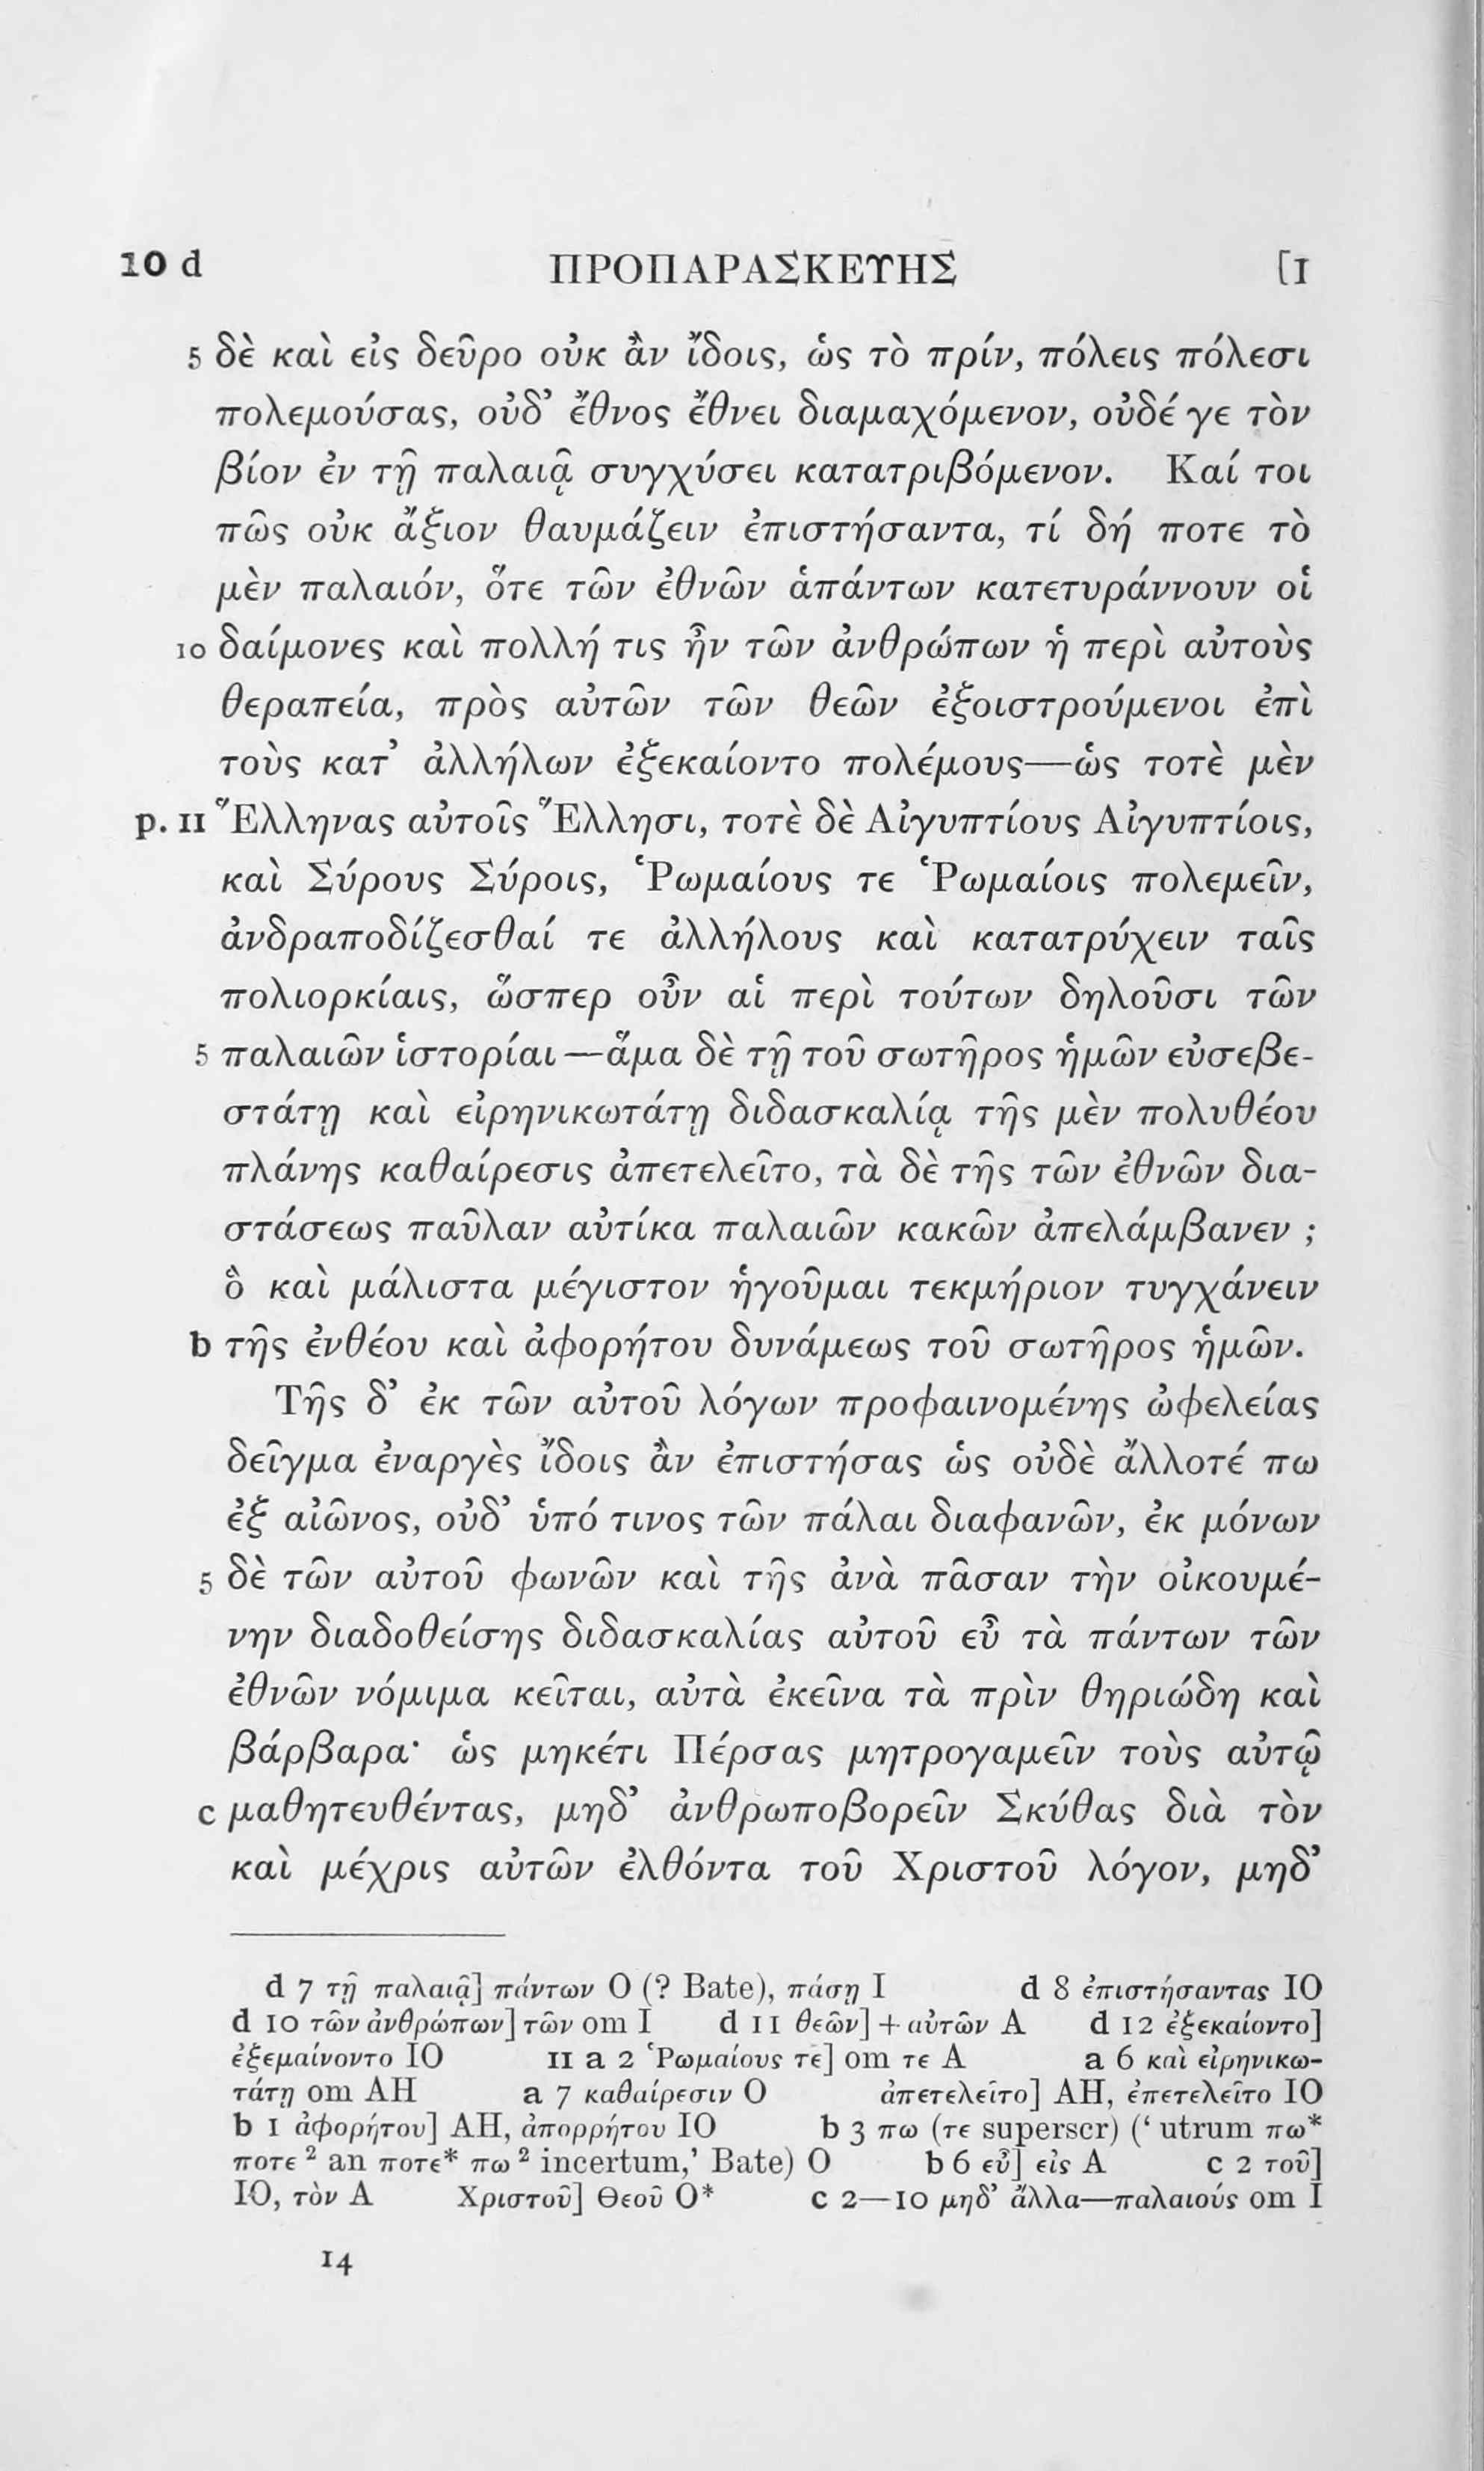 10 d ΠΡΟΠΑΡΑΣΚΕΥΗΣ [1
5 δὲ καὶ εἰς δεῦρο οὐκ ἂν ἴδοις, ὡς τὸ πρίν, πόλεις πόλεσι
πολεμούσας, οὐδ’ ἔθνος ἔθνει διαμαχόμενον, οὐδέ γε τὸν
βίον ἐν τῇ παλαιᾷ συγχύσει κατατριβόμενον. Καί τοι
πῶς οὐκ ἄξιον θαυμάζειν ἐπιστήσαντα, τί δή ποτε τὸ
μὲν παλαιόν, ὅτε τῶν ἐθνῶν ἁπάντων κατετυράννουν οἱ
10 δαίμονες καὶ πολλή τις ἦν τῶν ἀνθρώπων ἡ περὶ αὐτοὺς
θεραπεία, πρὸς αὐτῶν τῶν θεῶν ἐξοιστρούμενοι ἐπὶ
τοὺς κατ’ ἀλλήλων ἐξεκαίοντο πολέμους—ὡς τοτὲ μὲν
p. 11 Ἕλληνας αὐτοῖς Ἕλλησι, τοτὲ δὲ Αἰγυπτίους Αἰγυπτίοις,
καὶ Σύρους Σύροις, Ῥωμαίους τε Ῥωμαίοις πολεμεῖν,
ἀνδραποδίζεσθαί τε ἀλλήλους καὶ κατατρύχειν ταῖς
πολιορκίαις, ὥσπερ οὖν αἱ περὶ τούτων δηλοῦσι τῶν
5 παλαιῶν ἱστορίαι—ἅμα δὲ τῇ τοῦ σωτῆρος ἡμῶν εὐσεβε-
στάτῃ καὶ εἰρηνικωτάτῃ διδασκαλίᾳ τῆς μὲν πολυθέου
πλάνης καθαίρεσις ἀπετελεῖτο, τὰ δὲ τῆς τῶν ἐθνῶν δια-
στάσεως παῦλαν αὐτίκα παλαιῶν κακῶν ἀπελάμβανεν ;
ὃ καὶ μάλιστα μέγιστον ἡγοῦμαι τεκμήριον τυγχάνειν
b τῆς ἐνθέου καὶ ἀφορήτου δυνάμεως τοῦ σωτῆρος ἡμῶν.
Τῆς δ’ ἐκ τῶν αὐτοῦ λόγων προφαινομένης ὠφελείας
δεῖγμα ἐναργὲς ἴδοις ἂν ἐπιστήσας ὡς οὐδὲ ἄλλοτέ πω
ἐξ αἰῶνος, οὐδ’ ὑπό τινος τῶν πάλαι διαφανῶν, ἐκ μόνων
5 δὲ τῶν αὐτοῦ φωνῶν καὶ τῆς ἀνὰ πᾶσαν τὴν οἰκουμέ-
νην διαδοθείσης διδασκαλίας αὐτοῦ εὖ τὰ πάντων τῶν
ἐθνῶν νόμιμα κεῖται, αὐτὰ ἐκεῖνα τὰ πρὶν θηριώδη καὶ
βάρβαρα· ὡς μηκέτι Πέρσας μητρογαμεῖν τοὺς αὐτῷ
c μαθητευθέντας, μηδ’ ἀνθρωποβορεῖν Σκύθας διὰ τὸν
καὶ μέχρις αὐτῶν ἐλθόντα τοῦ Χριστοῦ λόγον, μηδ’
d 7 τῇ παλαιᾷ] πάντων O (? Bate), πάσῃ I d 8 ἐπιστήσαντας IO
d 10 τῶν ἀνθρώπων] τῶν om I d 11 θεῶν] + αὐτῶν A d 12 ἐξεκαίοντο]
ἐξεμαίνοντο IO 11 a 2 Ῥωμαίους τε] om τε A a 6 καὶ εἰρηνικω-
τάτῃ om AH a 7 καθαίρεσιν O ἀπετελεῖτο] AH, ἐπετελεῖτο IO
b 1 ἀφορήτου] AH, ἀπορρήτου IO b 3 πω (τε superscr) (‘ utrum πω*
ποτε ² an ποτε* πω ² incertum,’ Bate) O b 6 εὖ] εἰς A c 2 τοῦ]
IO, τὸν A Χριστοῦ] Θεοῦ O* c 2—10 μηδ’ ἄλλα—παλαιούς om I
14